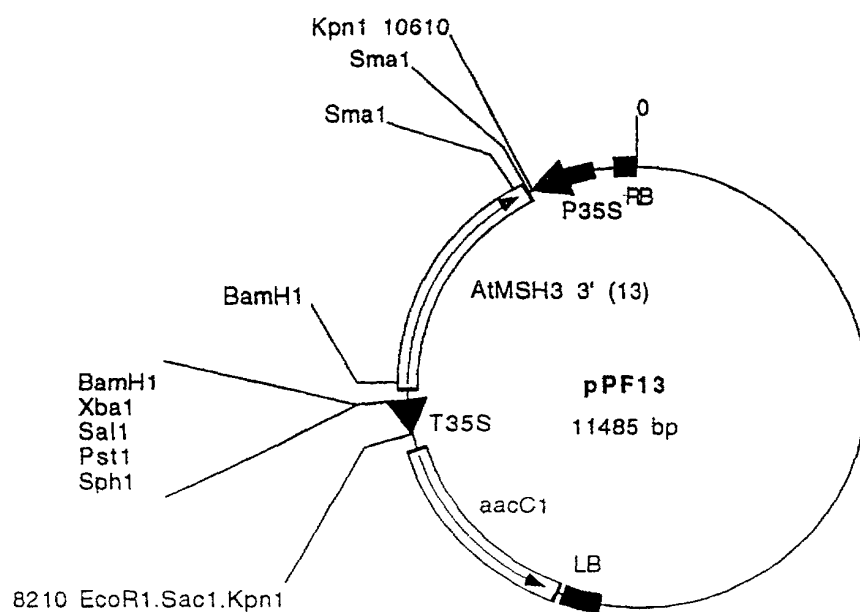 Kpn1 10610
Sma1
Sma1
0
RB
P35S
AtMSH3 3' (13)
BamH1
BamH1
Xba1
Sal1
Pst1
Sph1
pPF13
11485 bp
T35S
aacC1
LB
8210 EcoR1.Sac1.Kpn1